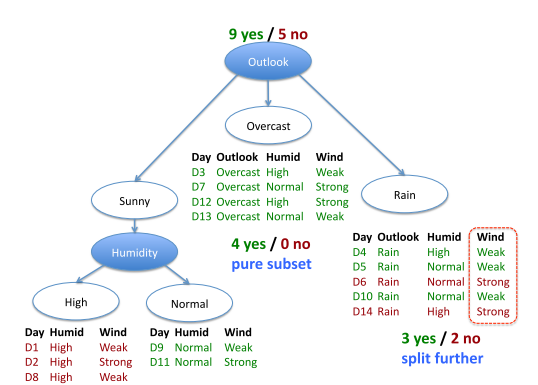 9 yes / 5 no
Outlook
Overcast
Day Outlook Humid Wind
D3 Overcast High Weak
D7 Overcast Normal Strong
D12 Overcast High Strong
D13 Overcast Normal Weak
4 yes / 0 no
pure subset
Sunny
Humidity
High
Normal
Day Humid Wind
D1 High Weak
D2 High Strong
D8 High Weak
Day Humid Wind
D9 Normal Weak
D11 Normal Strong
Rain
Day Outlook Humid Wind
D4 Rain High Weak
D5 Rain Normal Weak
D6 Rain Normal Strong
D10 Rain Normal Weak
D14 Rain High Strong
3 yes / 2 no
split further